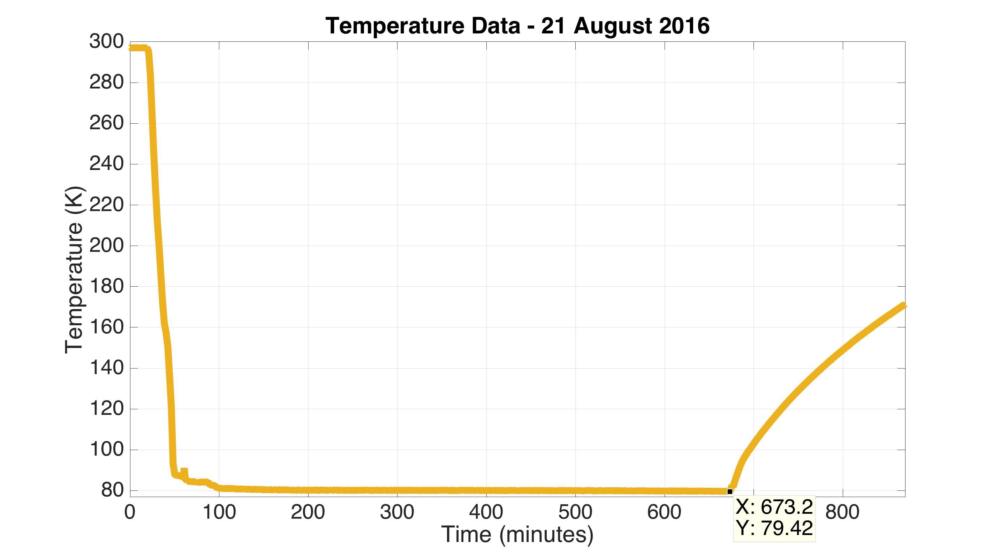 Temperature Data - 21 August 2016
300
280
260
240
220
200
180
160
140
120
100
80
Temperature (K)
0 100 200 300 400 500 600 800
X: 673.2
Y: 79.42
Time (minutes)